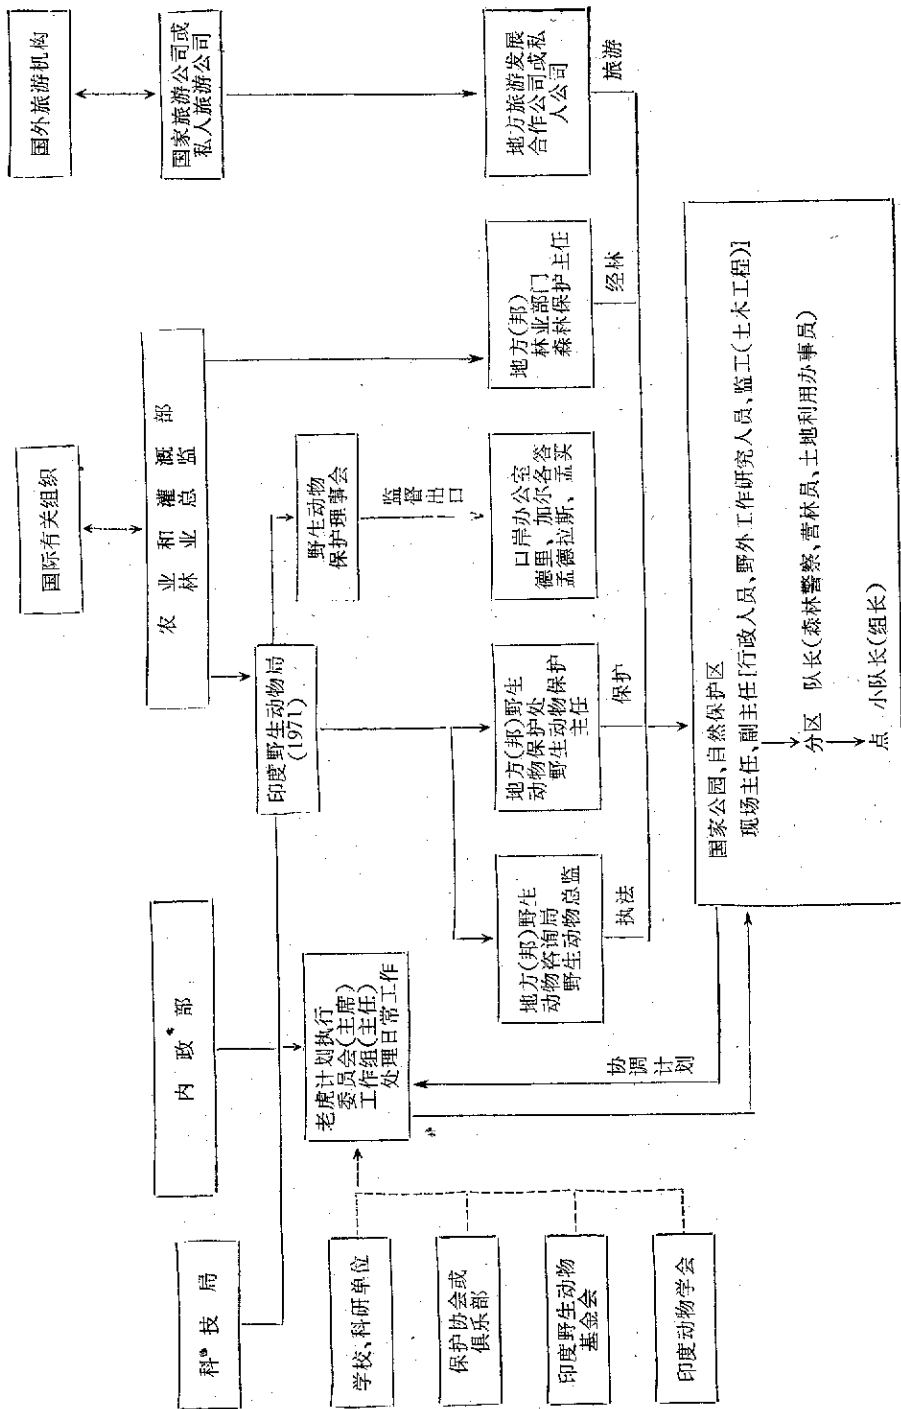 国际有关组织
国外旅游机构
科技局
内政部
农业和灌溉部
林业总监
国家旅游公司或
私人旅游公司
印度野生动物局
(1971)
野生动物
保护理事会
监督出口
学校、科研单位
保护协会或
俱乐部
印度野生动物
基金会
印度动物学会
老虎计划执行
委员会(主席)
工作组(主任)
处理日常工作
地方(邦)野生
动物咨询局
野生动物总监
地方(邦)野生
动物保护处
野生动物保护
主任
口岸办公室
德里、加尔各答
孟德拉斯、孟买
地方(邦)
林业部门
森林保护主任
地方旅游发展
合作公司或私
人公司
执法
保护
经林
旅游
协调计划
国家公园、自然保护区
现场主任、副主任[行政人员、野外工作研究人员、监工(土木工程)]
分区 队长(森林警察、营林员、土地利用办事员)
点 小队长(组长)